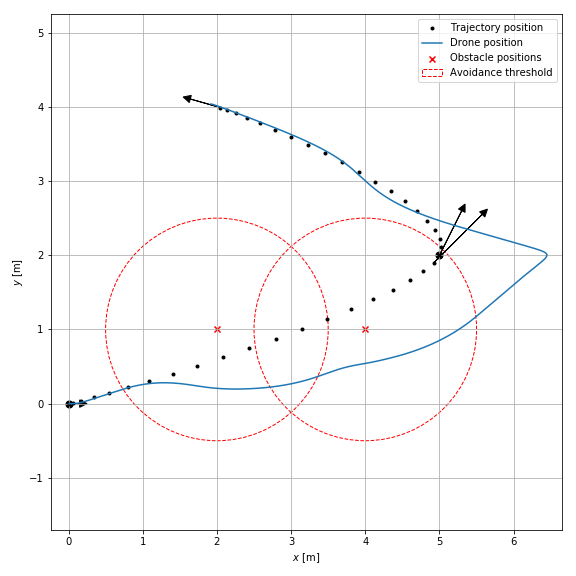 Trajectory position
Drone position
Obstacle positions
Avoidance threshold
5
4
3
2
1
0
−1
y [m]
0 1 2 3 4 5 6
x [m]